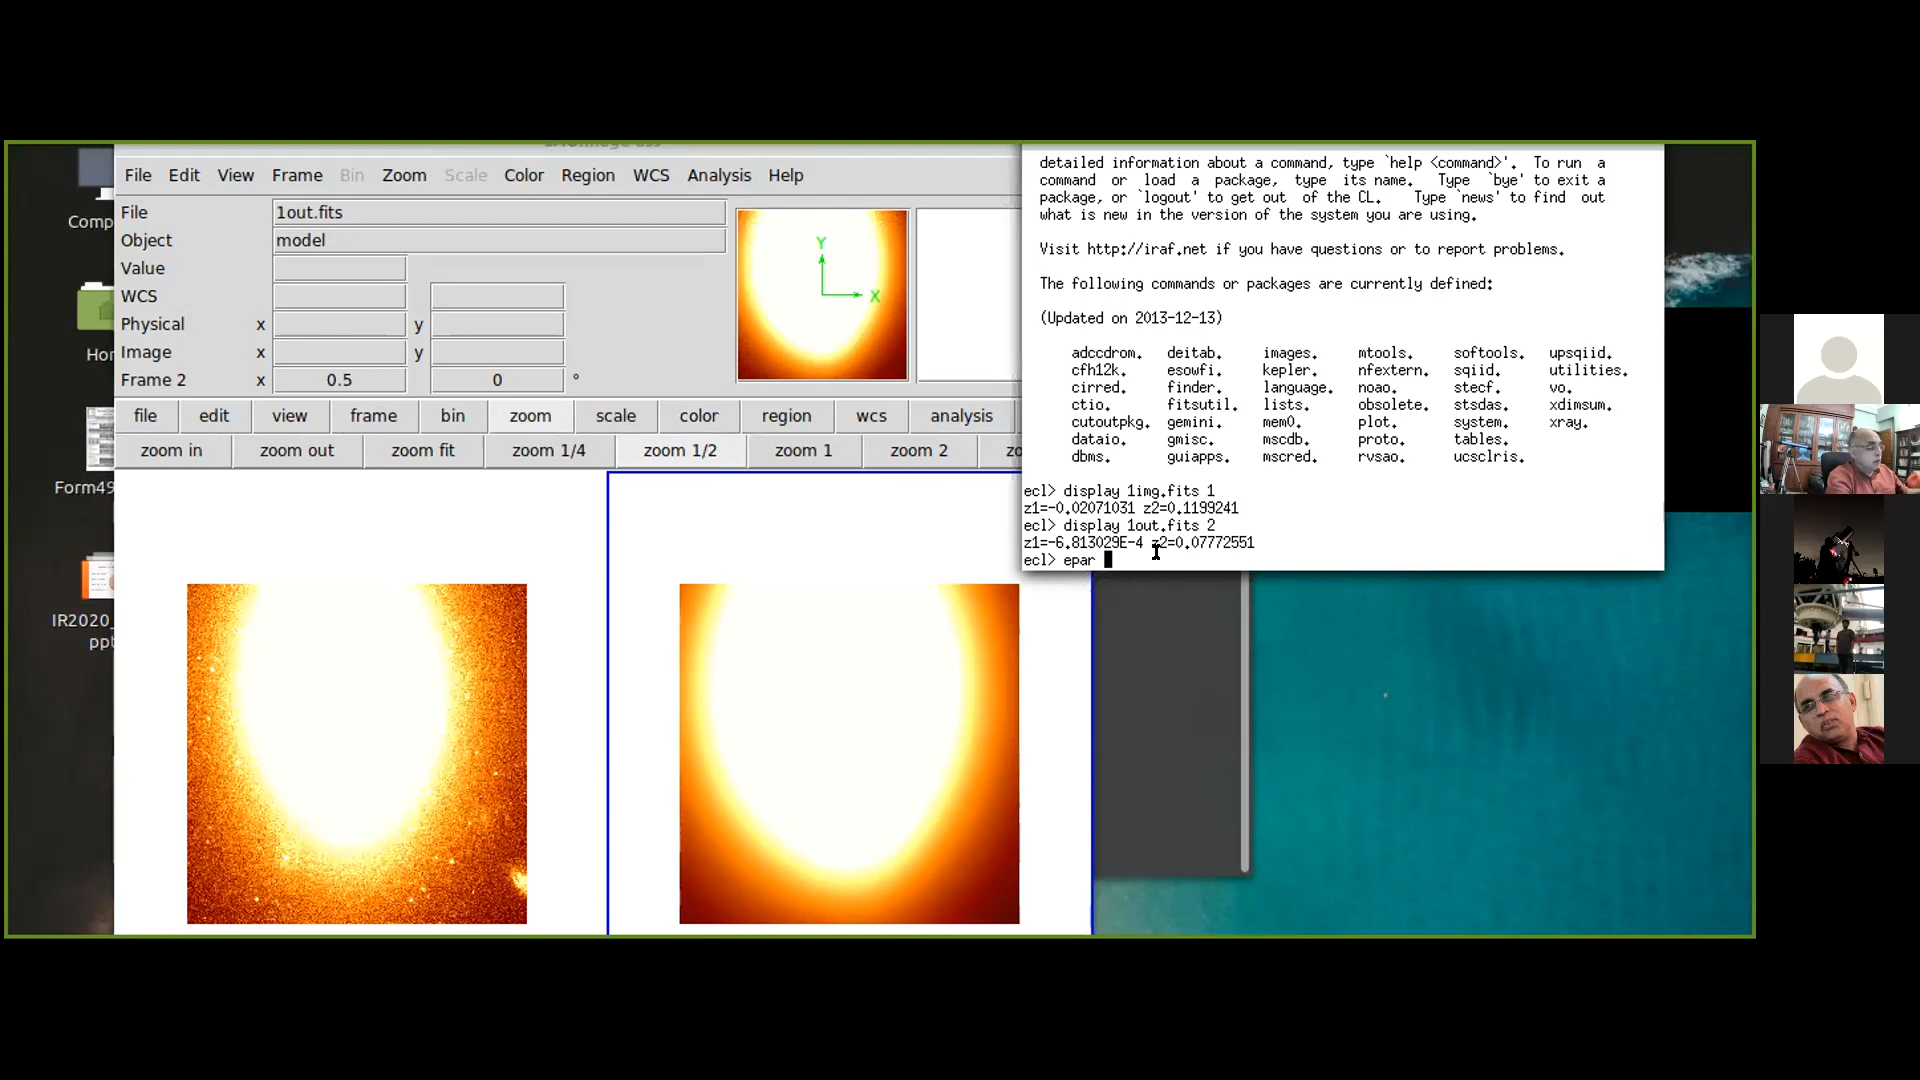 File Edit View Frame Bin Zoom Scale Color Region WCS Analysis Help
File 1out.fits
Object model
Value
WCS
Physical x y
Image x y
Frame 2 x 0.5 0 °
Y
X
file edit view frame bin zoom scale color region wcs analysis
zoom in zoom out zoom fit zoom 1/4 zoom 1/2 zoom 1 zoom 2 zo
Comp
Hor
Form49
IR2020_
ppt
detailed information about a command, type `help <command>'. To run a
command or load a package, type its name. Type `bye' to exit a
package, or `logout' to get out of the CL. Type `news' to find out
what is new in the version of the system you are using.
Visit http://iraf.net if you have questions or to report problems.
The following commands or packages are currently defined:
(Updated on 2013-12-13)
adccdrom. deitab. images. mtools. softools. upsqiid.
cfh12k. esowfi. kepler. nfextern. sqiid. utilities.
cirred. finder. language. noao. stecf. vo.
ctio. fitsutil. lists. obsolete. stsdas. xdimsum.
cutoutpkg. gemini. mem0. plot. system. xray.
dataio. gmisc. mscdb. proto. tables.
dbms. guiapps. mscred. rvsao. ucsclris.
ecl> display 1img.fits 1
z1=-0.02071031 z2=0.1199241
ecl> display 1out.fits 2
z1=-6.813029E-4 z2=0.07772551
ecl> epar